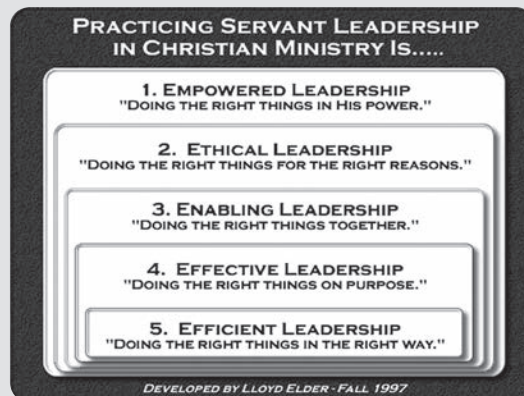 PRACTICING SERVANT LEADERSHIP
IN CHRISTIAN MINISTRY IS.....
1. EMPOWERED LEADERSHIP
"DOING THE RIGHT THINGS IN HIS POWER."
2. ETHICAL LEADERSHIP
"DOING THE RIGHT THINGS FOR THE RIGHT REASONS."
3. ENABLING LEADERSHIP
"DOING THE RIGHT THINGS TOGETHER."
4. EFFECTIVE LEADERSHIP
"DOING THE RIGHT THINGS ON PURPOSE."
5. EFFICIENT LEADERSHIP
"DOING THE RIGHT THINGS IN THE RIGHT WAY."
DEVELOPED BY LLOYD ELDER - FALL 1997